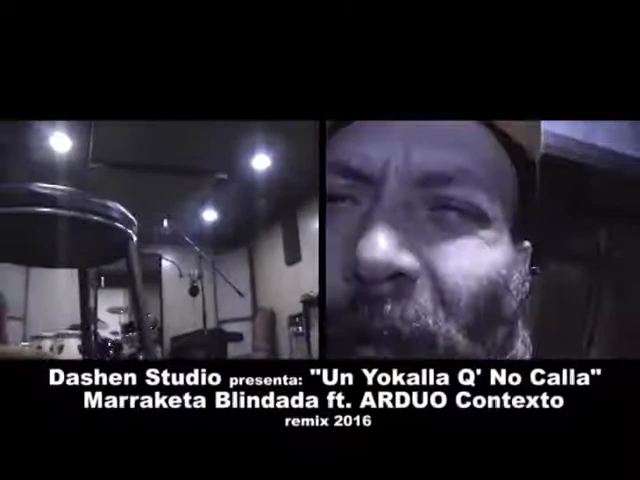 Dashen Studio presenta: "Un Yokalla Q' No Calla"
Marraketa Blindada ft. ARDUO Contexto
remix 2016